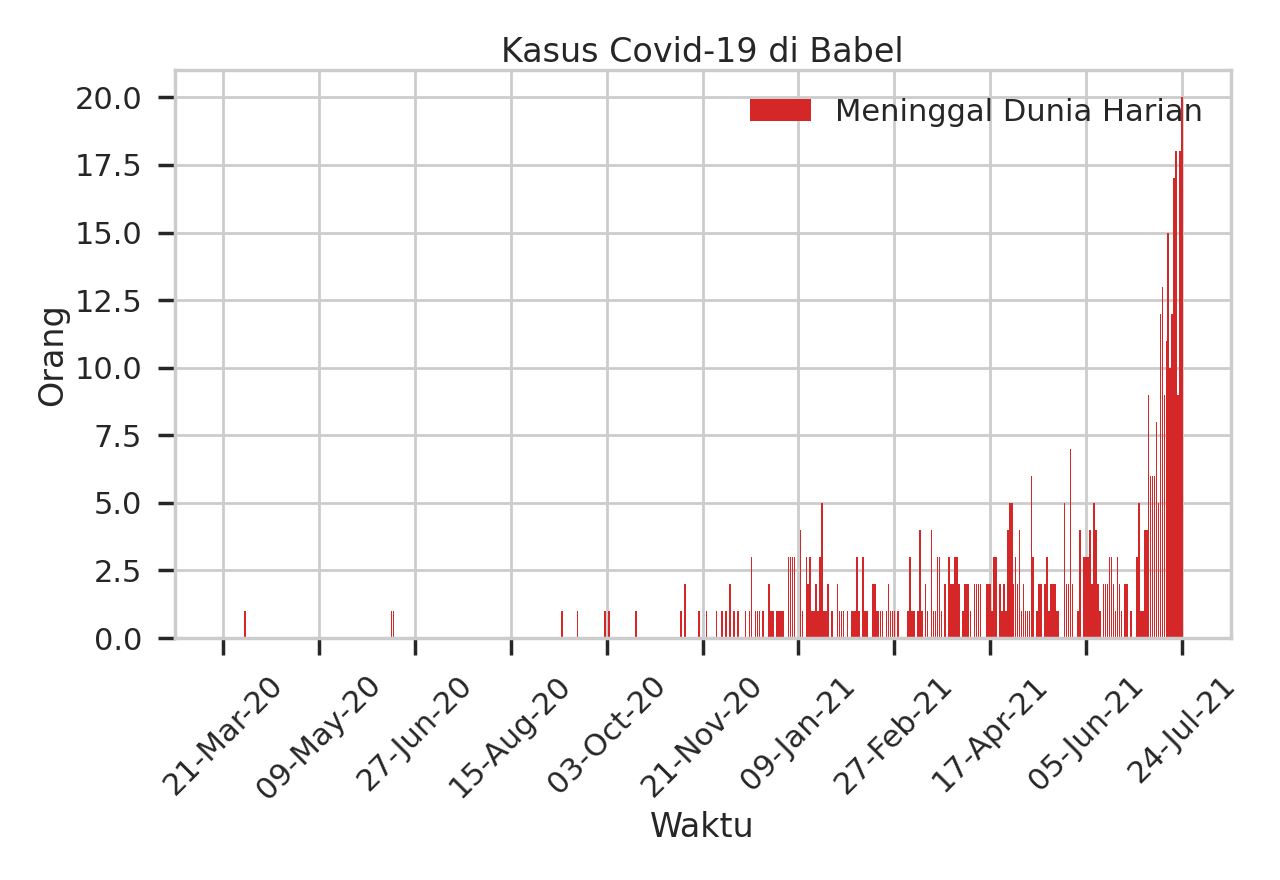 Kasus Covid-19 di Babel
Meninggal Dunia Harian
Orang
20.0
17.5
15.0
12.5
10.0
7.5
5.0
2.5
0.0
21-Mar-20
09-May-20
27-Jun-20
15-Aug-20
03-Oct-20
21-Nov-20
09-Jan-21
27-Feb-21
17-Apr-21
05-Jun-21
24-Jul-21
Waktu